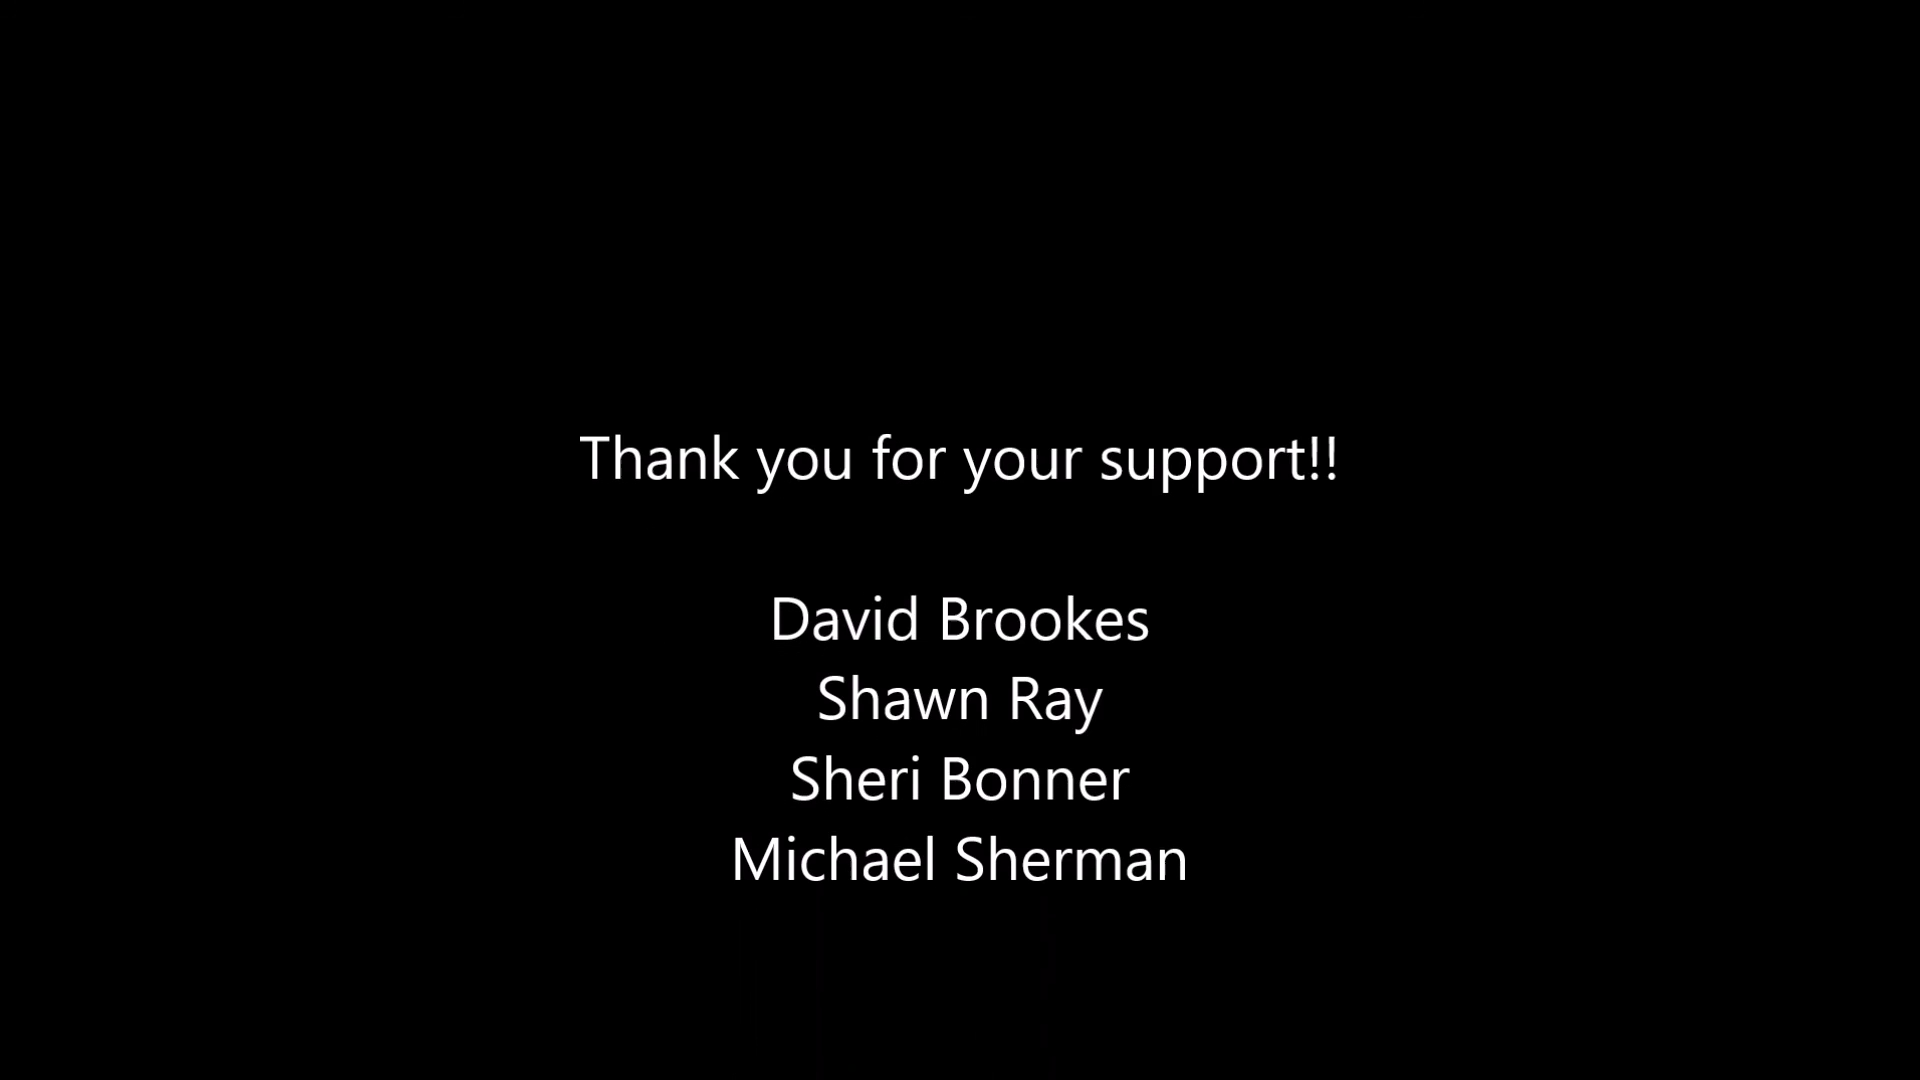 Thank you for your support!!
David Brookes
Shawn Ray
Sheri Bonner
Michael Sherman